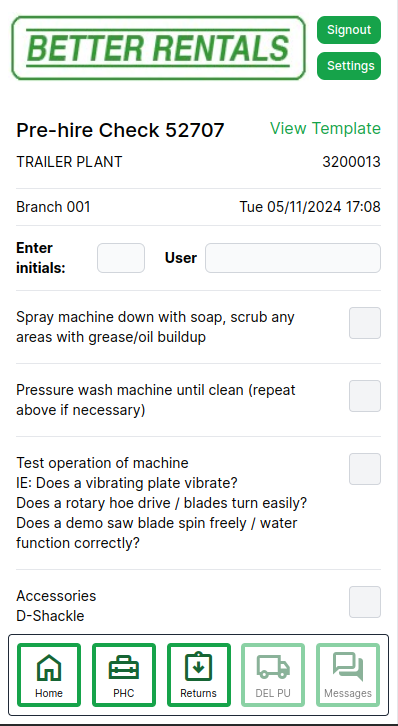 BETTER RENTALS
Signout
Settings
Pre-hire Check 52707
View Template
TRAILER PLANT
3200013
Branch 001
Tue 05/11/2024 17:08
Enter
initials:
User
Spray machine down with soap, scrub any
areas with grease/oil buildup
Pressure wash machine until clean (repeat
above if necessary)
Test operation of machine
IE: Does a vibrating plate vibrate?
Does a rotary hoe drive / blades turn easily?
Does a demo saw blade spin freely / water
function correctly?
Accessories
D-Shackle
Home
PHC
Returns
DEL PU
Messages